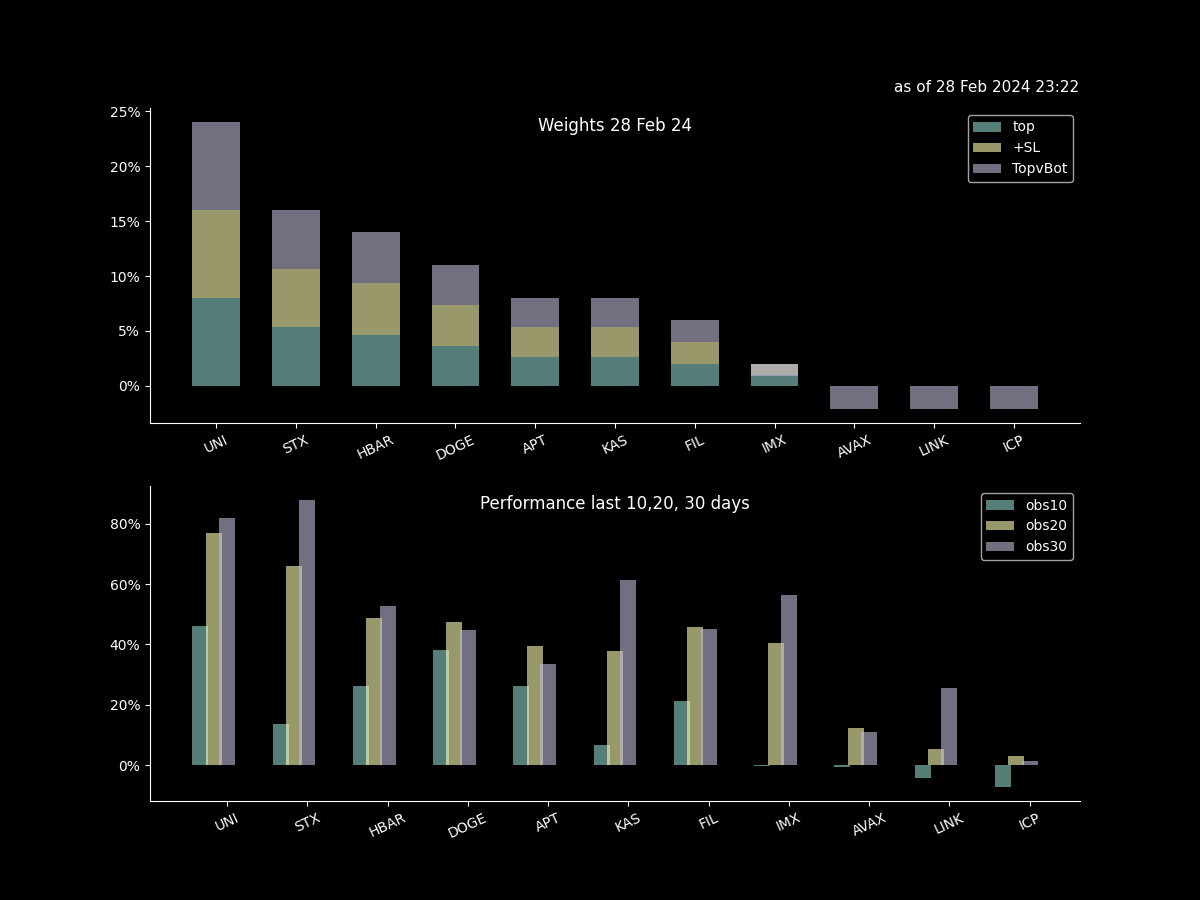 as of 28 Feb 2024 23:22
Weights 28 Feb 24
top
+SL
TopvBot
25%
20%
15%
10%
5%
0%
UNI STX HBAR DOGE APT KAS FIL IMX AVAX LINK ICP
Performance last 10,20, 30 days
obs10
obs20
obs30
80%
60%
40%
20%
0%
UNI STX HBAR DOGE APT KAS FIL IMX AVAX LINK ICP